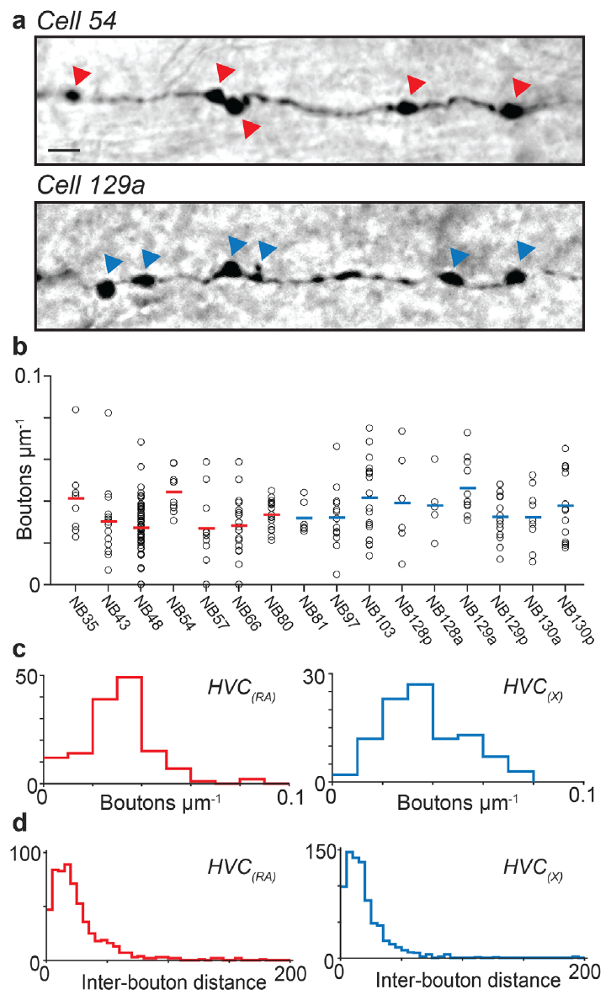 a Cell 54
Cell 129a
b
0.1
Boutons µm-1
0
NB35 NB43 NB48 NB54 NB57 NB66 NB80 NB81 NB97 NB103 NB128p NB128a NB129a NB129p NB130a NB130p
c
50 HVC(RA)
0
0 Boutons µm-1 0.1
30 HVC(X)
0
0 Boutons µm-1 0.1
d
100 HVC(RA)
0
0 Inter-bouton distance 200
150 HVC(X)
0
0 Inter-bouton distance 200